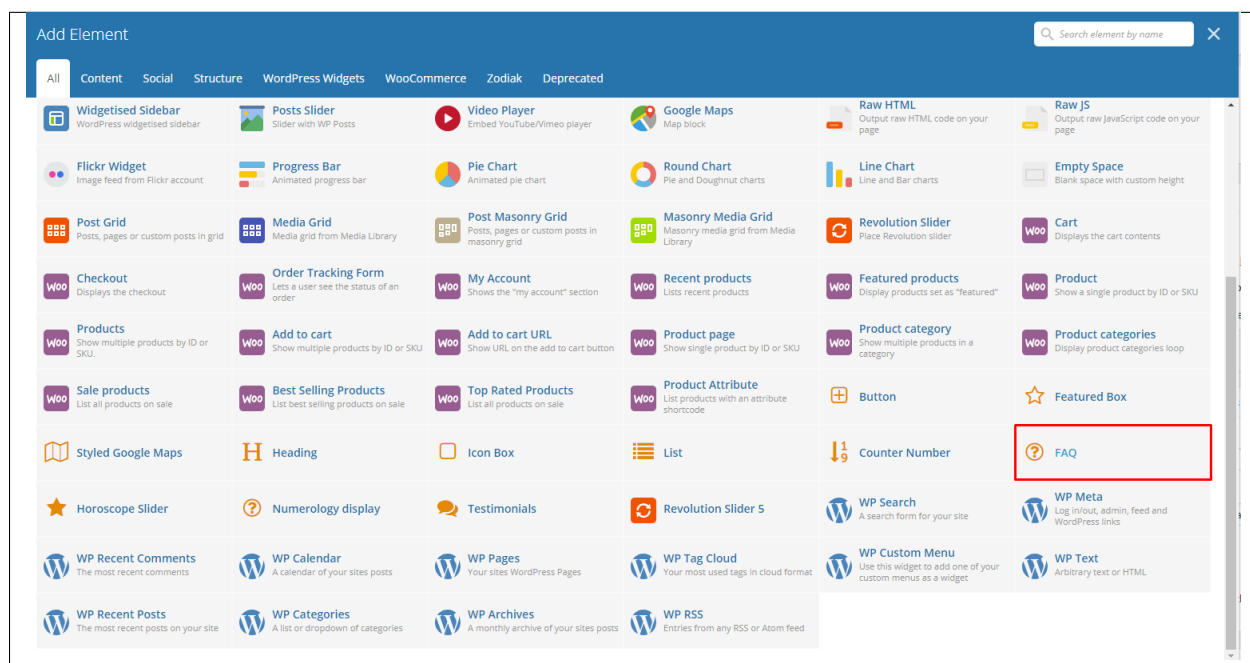 Add Element
Search element by name
All Content Social Structure WordPress Widgets WooCommerce Zodiak Deprecated
Widgetised Sidebar
WordPress widgetised sidebar
Posts Slider
Slider with WP Posts
Video Player
Embed YouTube/Vimeo player
Google Maps
Map block
Raw HTML
Output raw HTML code on your
page
Raw JS
Output raw JavaScript code on your
page
Flickr Widget
Image feed from Flickr account
Progress Bar
Animated progress bar
Pie Chart
Animated pie chart
Round Chart
Pie and Doughnut charts
Line Chart
Line and Bar charts
Empty Space
Blank space with custom height
Post Grid
Posts, pages or custom posts in grid
Media Grid
Media grid from Media Library
Post Masonry Grid
Posts, pages or custom posts in
masonry grid
Masonry Media Grid
Masonry media grid from Media
Library
Revolution Slider
Place Revolution slider
Woo
Cart
Displays the cart contents
Woo
Checkout
Displays the checkout
Woo
Order Tracking Form
Lets a user see the status of an
order
Woo
My Account
Shows the "my account" section
Woo
Recent products
Lists recent products
Woo
Featured products
Display products set as "featured"
Woo
Product
Show a single product by ID or SKU
Woo
Products
Show multiple products by ID or
SKU.
Woo
Add to cart
Show multiple products by ID or SKU
Woo
Add to cart URL
Show URL on the add to cart button
Woo
Product page
Show single product by ID or SKU
Woo
Product category
Show multiple products in a
category
Woo
Product categories
Display product categories loop
Woo
Sale products
List all products on sale
Woo
Best Selling Products
List best selling products on sale
Woo
Top Rated Products
List all products on sale
Woo
Product Attribute
List products with an attribute
shortcode
Button
Featured Box
Styled Google Maps
H Heading
Icon Box
List
1
9
Counter Number
? FAQ
Horoscope Slider
? Numerology display
Testimonials
Revolution Slider 5
WP Search
A search form for your site
WP Meta
Log in/out, admin, feed and
WordPress links
WP Recent Comments
The most recent comments
WP Calendar
A calendar of your sites posts
WP Pages
Your sites WordPress Pages
WP Tag Cloud
Your most used tags in cloud format
WP Custom Menu
Use this widget to add one of your
custom menus as a widget
WP Text
Arbitrary text or HTML
WP Recent Posts
The most recent posts on your site
WP Categories
A list or dropdown of categories
WP Archives
A monthly archive of your sites posts
WP RSS
Entries from any RSS or Atom feed